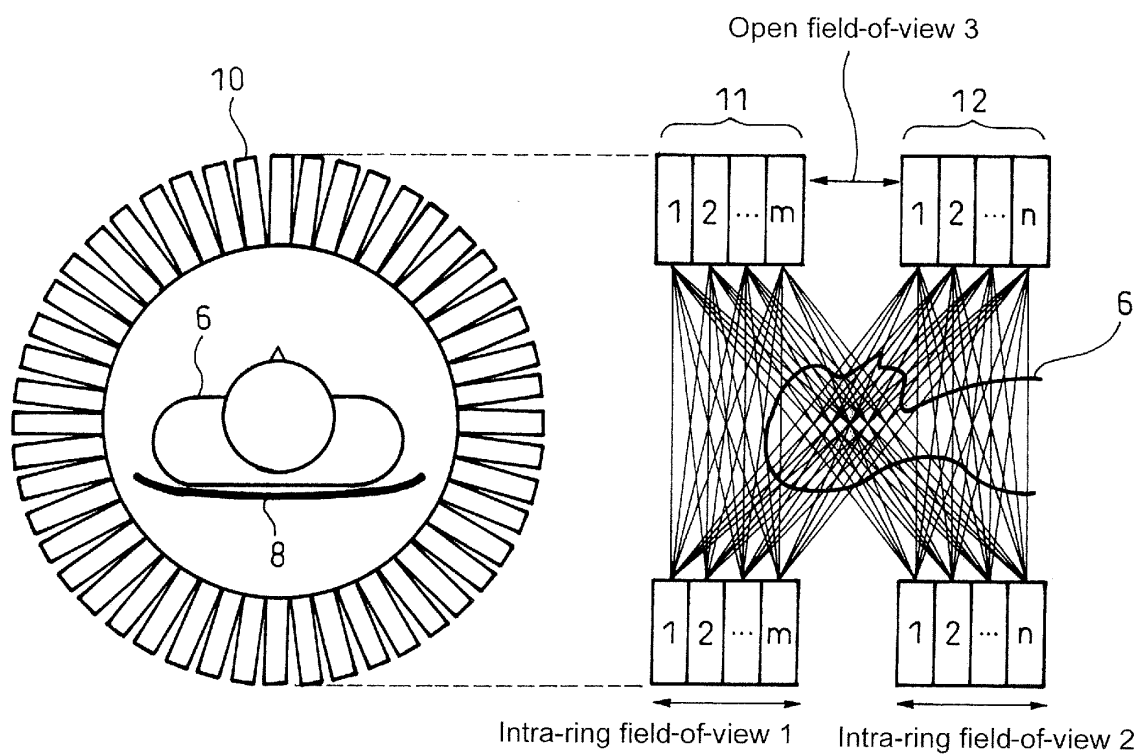 Open field-of-view 3
10
11
12
1 2 ... m
1 2 ... n
6
6
8
1 2 ... m
1 2 ... n
Intra-ring field-of-view 1
Intra-ring field-of-view 2